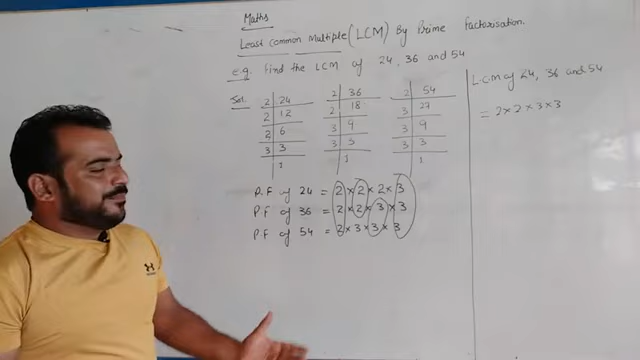 Maths
Least Common Multiple (LCM) By Prime Factorisation.
e.g. Find the LCM of 24, 36 and 54
Sol.
2 24
2 12
2 6
3 3
1
2 36
2 18
3 9
3 3
1
2 54
3 27
3 9
3 3
1
P.F of 24 = 2 × 2 × 2 × 3
P.F of 36 = 2 × 2 × 3 × 3
P.F of 54 = 2 × 3 × 3 × 3
L.C.M of 24, 36 and 54
= 2 × 2 × 3 × 3